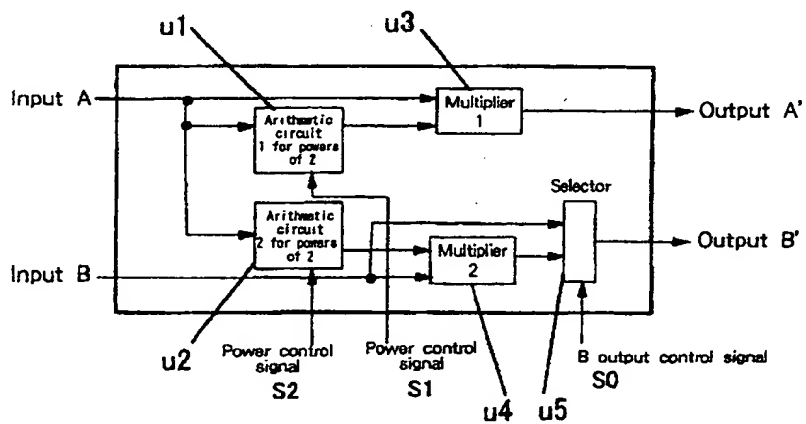 u1
u3
Input A
Arithmetic
circuit
1 for powers
of 2
Multiplier
1
Output A'
Selector
Arithmetic
circuit
2 for powers
of 2
Multiplier
2
Output B'
Input B
u2
Power control
signal
S2
Power control
signal
S1
u4
u5
B output control signal
S0